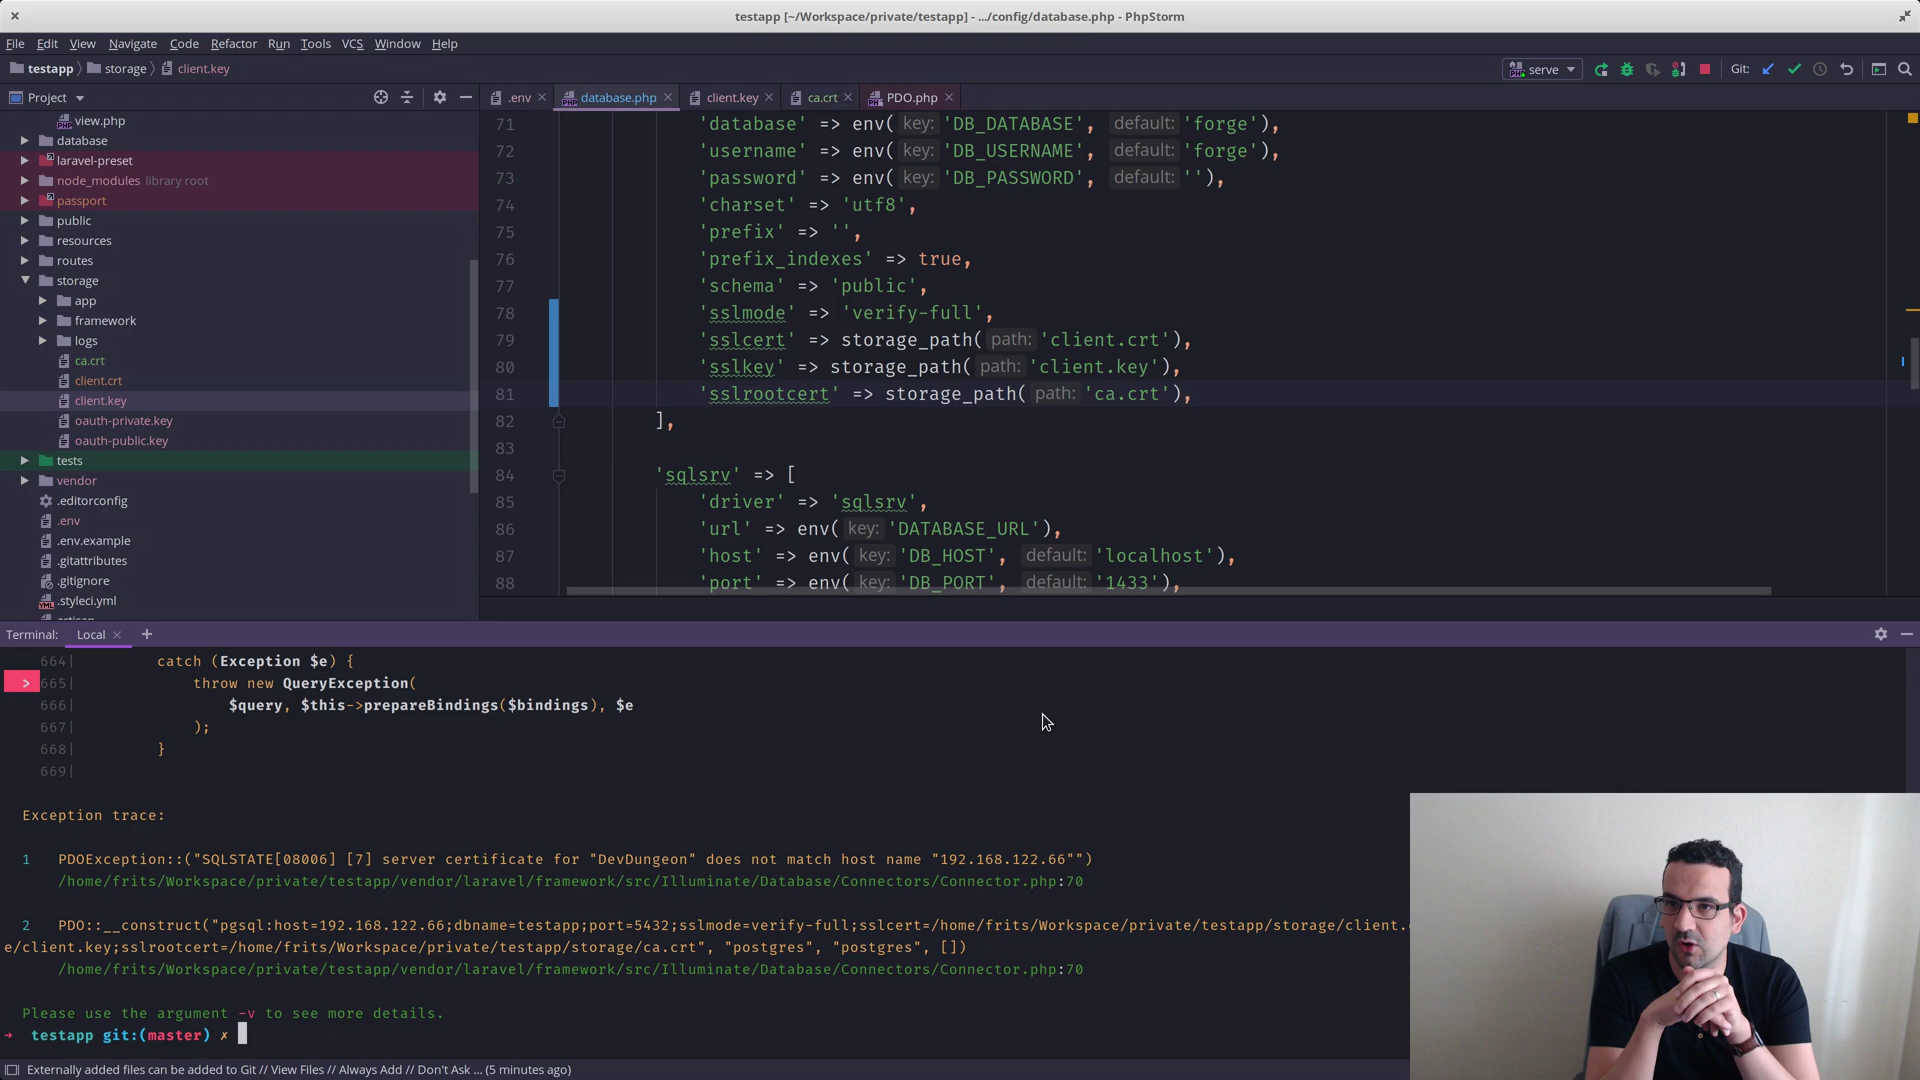 testapp [~/Workspace/private/testapp] - .../config/database.php - PhpStorm
File Edit View Navigate Code Refactor Run Tools VCS Window Help
testapp storage client.key serve Git:
Project .env database.php client.key ca.crt PDO.php
view.php
database
laravel-preset
node_modules library root
passport
public
resources
routes
storage
app
framework
logs
ca.crt
client.crt
client.key
oauth-private.key
oauth-public.key
tests
vendor
.editorconfig
.env
.env.example
.gitattributes
.gitignore
.styleci.yml
71 'database' => env( key: 'DB_DATABASE', default: 'forge'),
72 'username' => env( key: 'DB_USERNAME', default: 'forge'),
73 'password' => env( key: 'DB_PASSWORD', default: ''),
74 'charset' => 'utf8',
75 'prefix' => '',
76 'prefix_indexes' => true,
77 'schema' => 'public',
78 'sslmode' => 'verify-full',
79 'sslcert' => storage_path( path: 'client.crt'),
80 'sslkey' => storage_path( path: 'client.key'),
81 'sslrootcert' => storage_path( path: 'ca.crt'),
82 ],
83
84 'sqlsrv' => [
85 'driver' => 'sqlsrv',
86 'url' => env( key: 'DATABASE_URL'),
87 'host' => env( key: 'DB_HOST', default: 'localhost'),
88 'port' => env( key: 'DB_PORT', default: '1433'),
Terminal: Local +
664| catch (Exception $e) {
> 665| throw new QueryException(
666| $query, $this->prepareBindings($bindings), $e
667| );
668| }
669|
Exception trace:
1 PDOException::("SQLSTATE[08006] [7] server certificate for "DevDungeon" does not match host name "192.168.122.66"")
/home/frits/Workspace/private/testapp/vendor/laravel/framework/src/Illuminate/Database/Connectors/Connector.php:70
2 PDO::__construct("pgsql:host=192.168.122.66;dbname=testapp;port=5432;sslmode=verify-full;sslcert=/home/frits/Workspace/private/testapp/storage/client.
e/client.key;sslrootcert=/home/frits/Workspace/private/testapp/storage/ca.crt", "postgres", "postgres", [])
/home/frits/Workspace/private/testapp/vendor/laravel/framework/src/Illuminate/Database/Connectors/Connector.php:70
Please use the argument -v to see more details.
→ testapp git:(master) ✗
Externally added files can be added to Git // View Files // Always Add // Don't Ask ... (5 minutes ago)